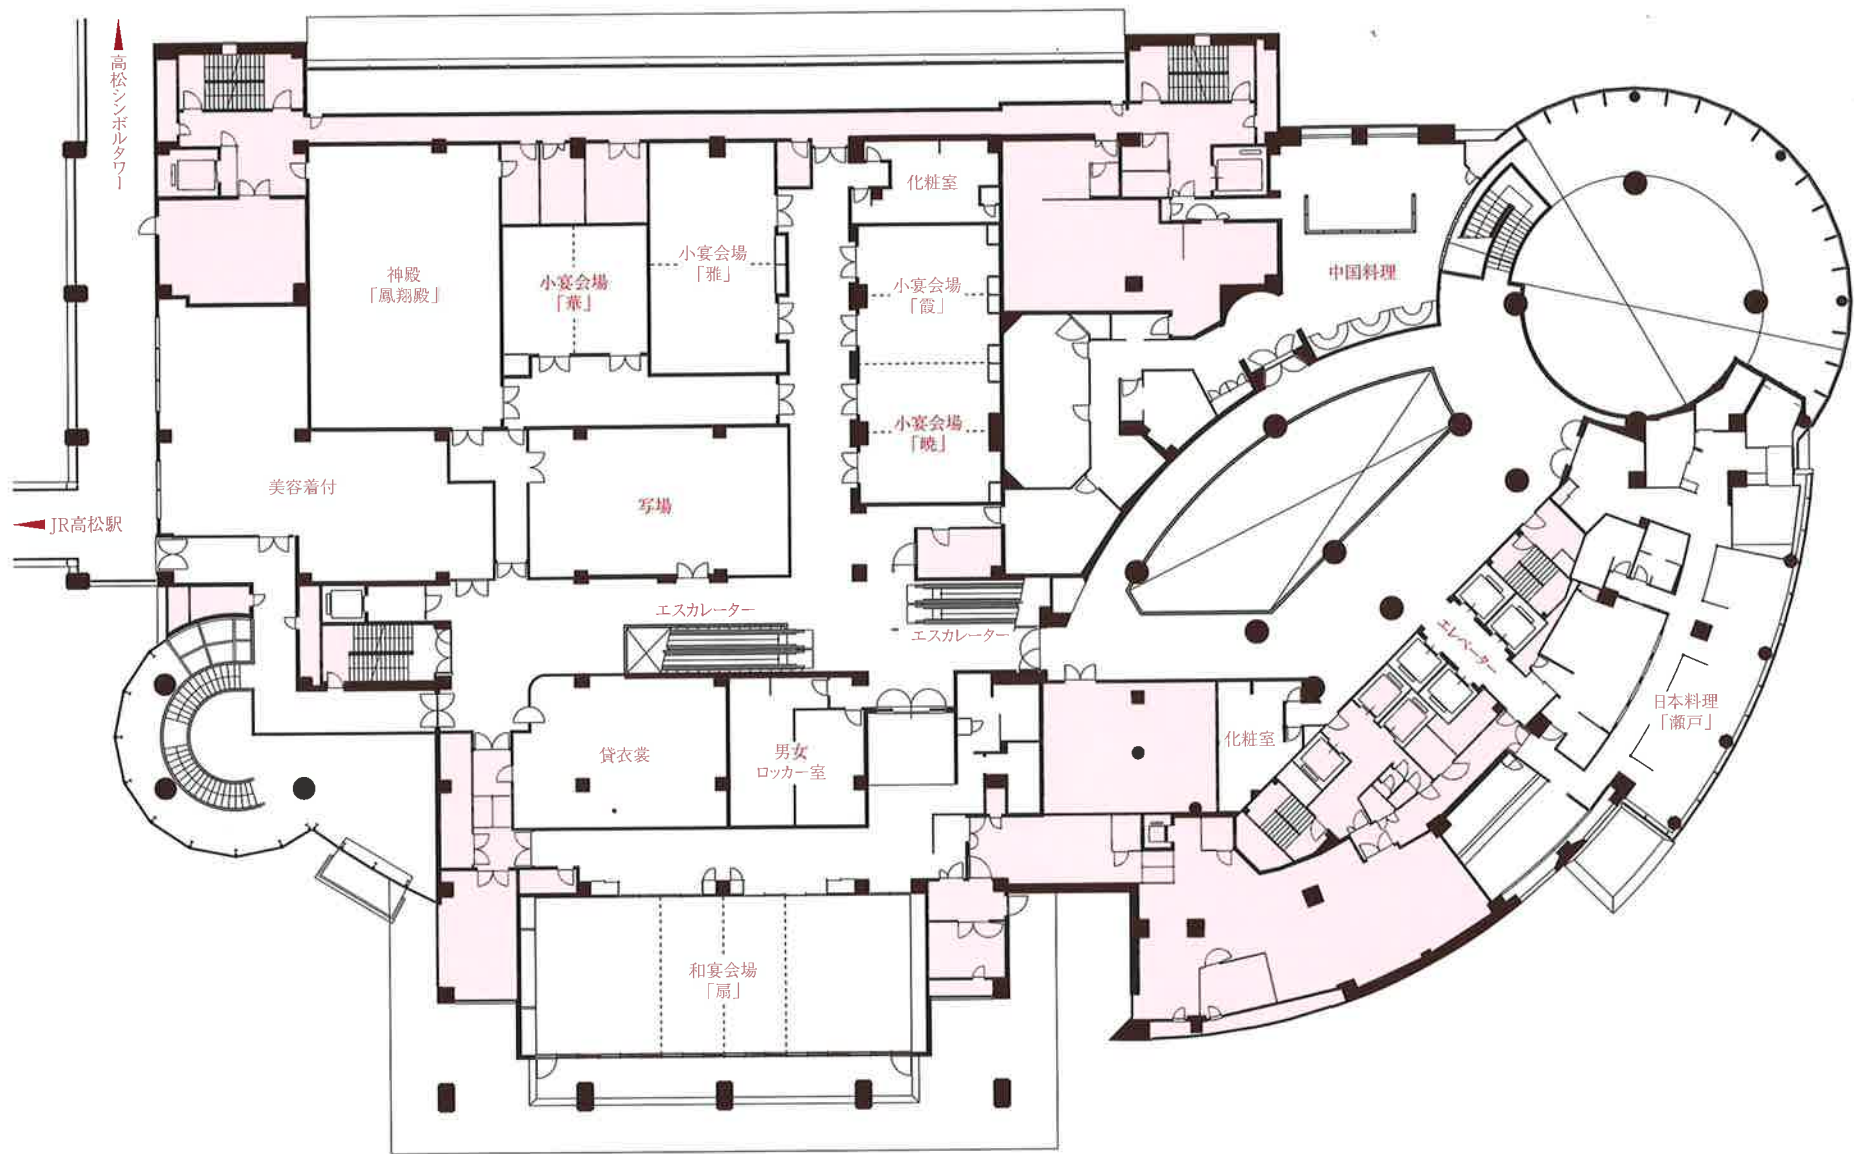 高松シンボルタワー
化粧室
神殿
「鳳翔殿」
小宴会場
「華」
小宴会場
「雅」
小宴会場
「霞」
中国料理
小宴会場
「暁」
美容着付
写場
JR高松駅
エスカレーター
エスカレーター
エレベーター
貸衣裳
男女
ロッカー室
化粧室
日本料理
「瀬戸」
和宴会場
「扇」